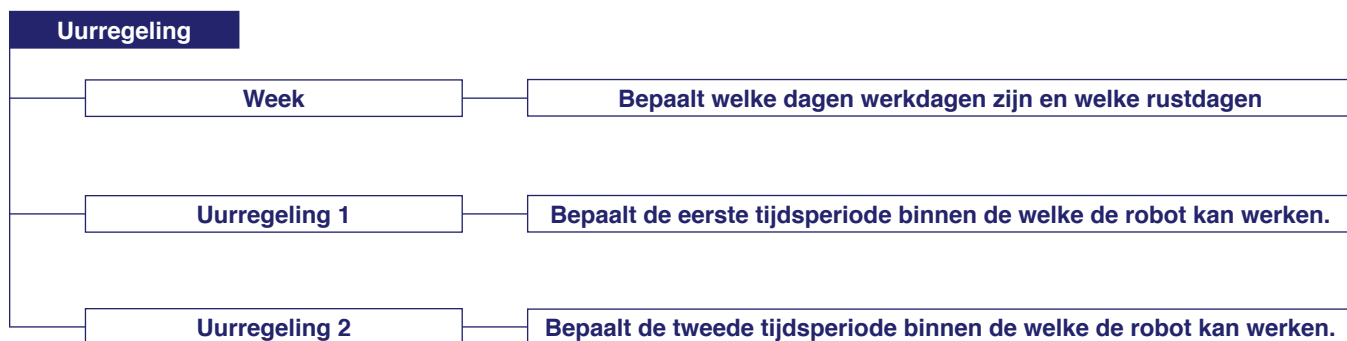 Uurregeling
Week
Bepaalt welke dagen werkdagen zijn en welke rustdagen
Uurregeling 1
Bepaalt de eerste tijdsperiode binnen de welke de robot kan werken.
Uurregeling 2
Bepaalt de tweede tijdsperiode binnen de welke de robot kan werken.